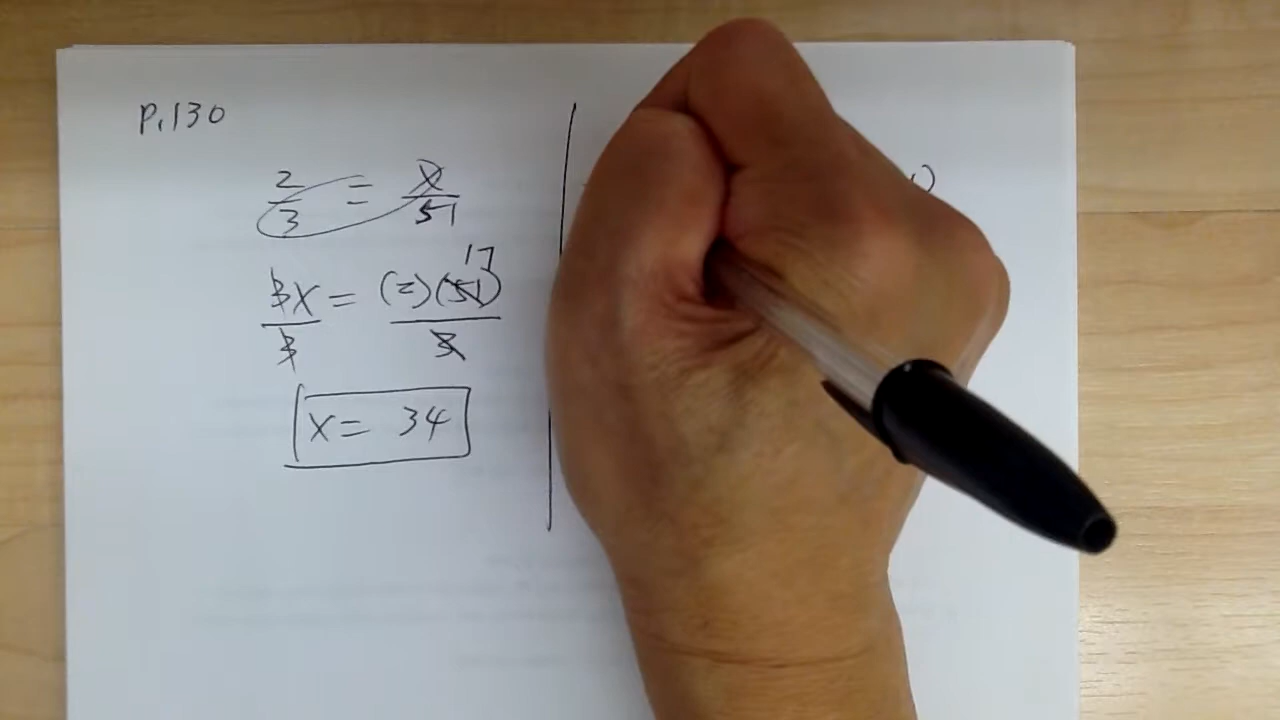 P.130
2/3 = x/51
3x/3 = (2)(51)/3 17
x = 34
)